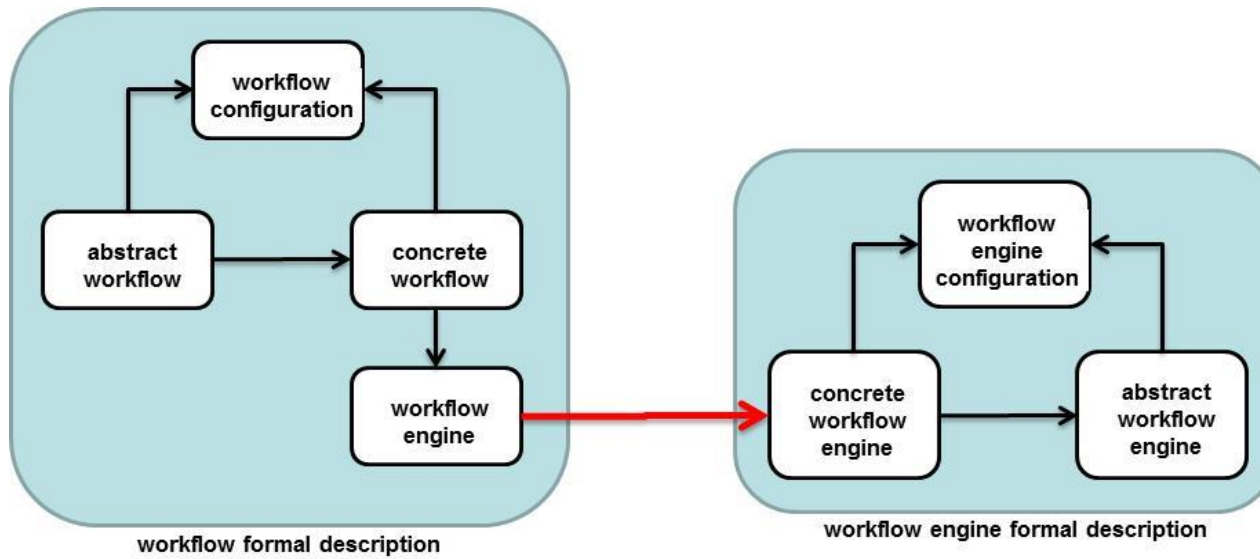 workflow
configuration
abstract
workflow
concrete
workflow
workflow
engine
workflow formal description
workflow
engine
configuration
concrete
workflow
engine
abstract
workflow
engine
workflow engine formal description